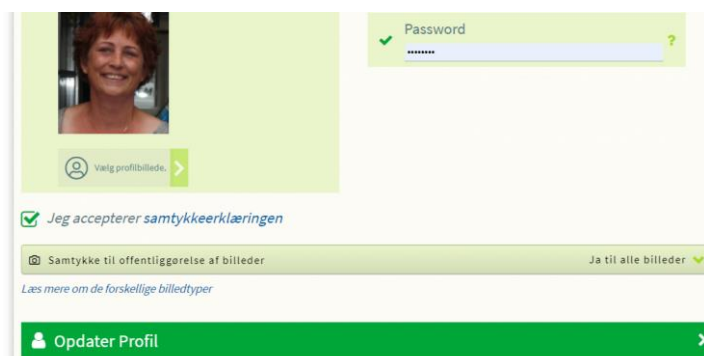 Password
........
?
Vælg profilbillede.
Jeg accepterer samtykkeerklæringen
Samtykke til offentliggørelse af billeder
Ja til alle billeder
Læs mere om de forskellige billedtyper
Opdater Profil